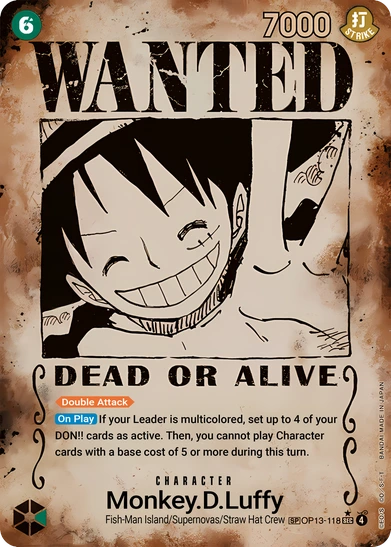 6
7000
打
STRIKE
WANTED
DEAD OR ALIVE
Double Attack
On Play If your Leader is multicolored, set up to 4 of your
DON!! cards as active. Then, you cannot play Character
cards with a base cost of 5 or more during this turn.
CHARACTER
Monkey.D.Luffy
Fish-Man Island/Supernovas/Straw Hat Crew
SP OP13-118 SEC 4
BANDAI MADE IN JAPAN